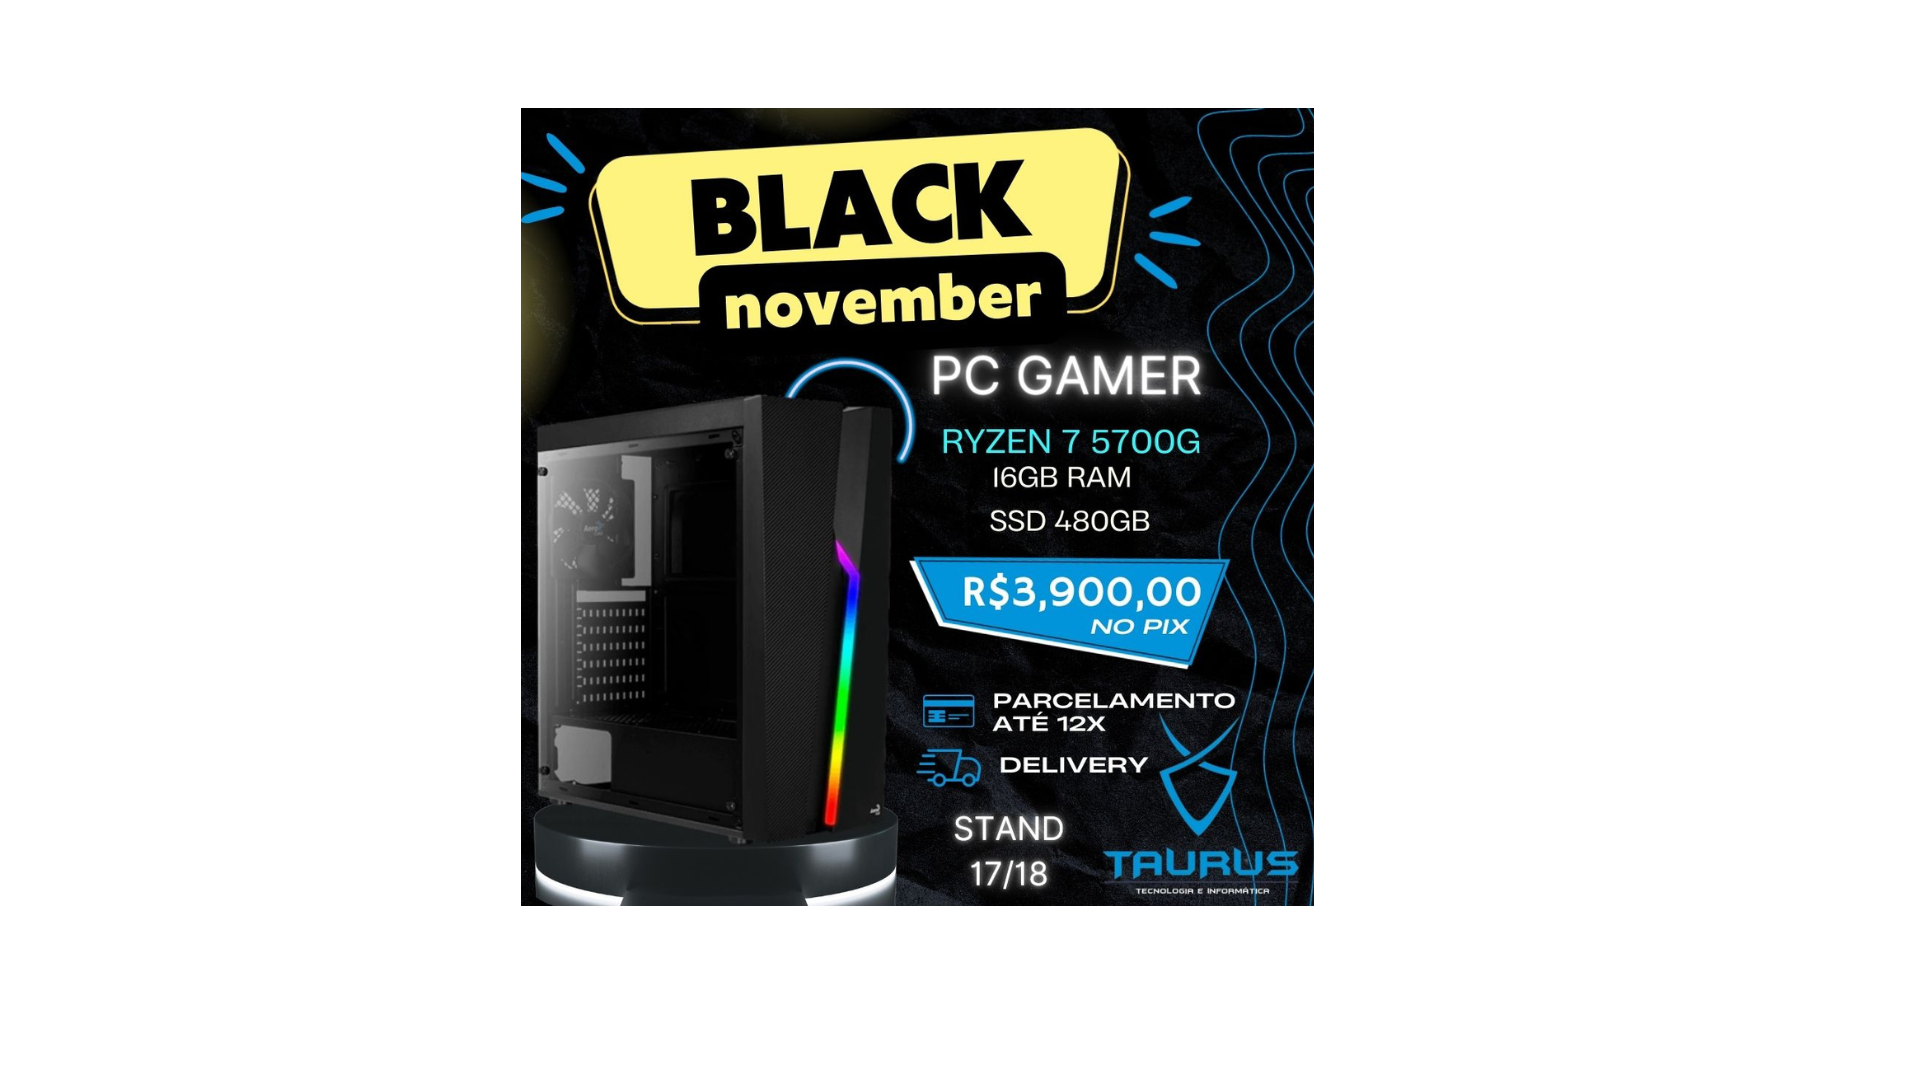 BLACK
november
PC GAMER
RYZEN 7 5700G
16GB RAM
SSD 480GB
R$3,900,00
NO PIX
PARCELAMENTO
ATÉ 12X
DELIVERY
STAND
17/18
TAURUS
TECNOLOGIA E INFORMÁTICA